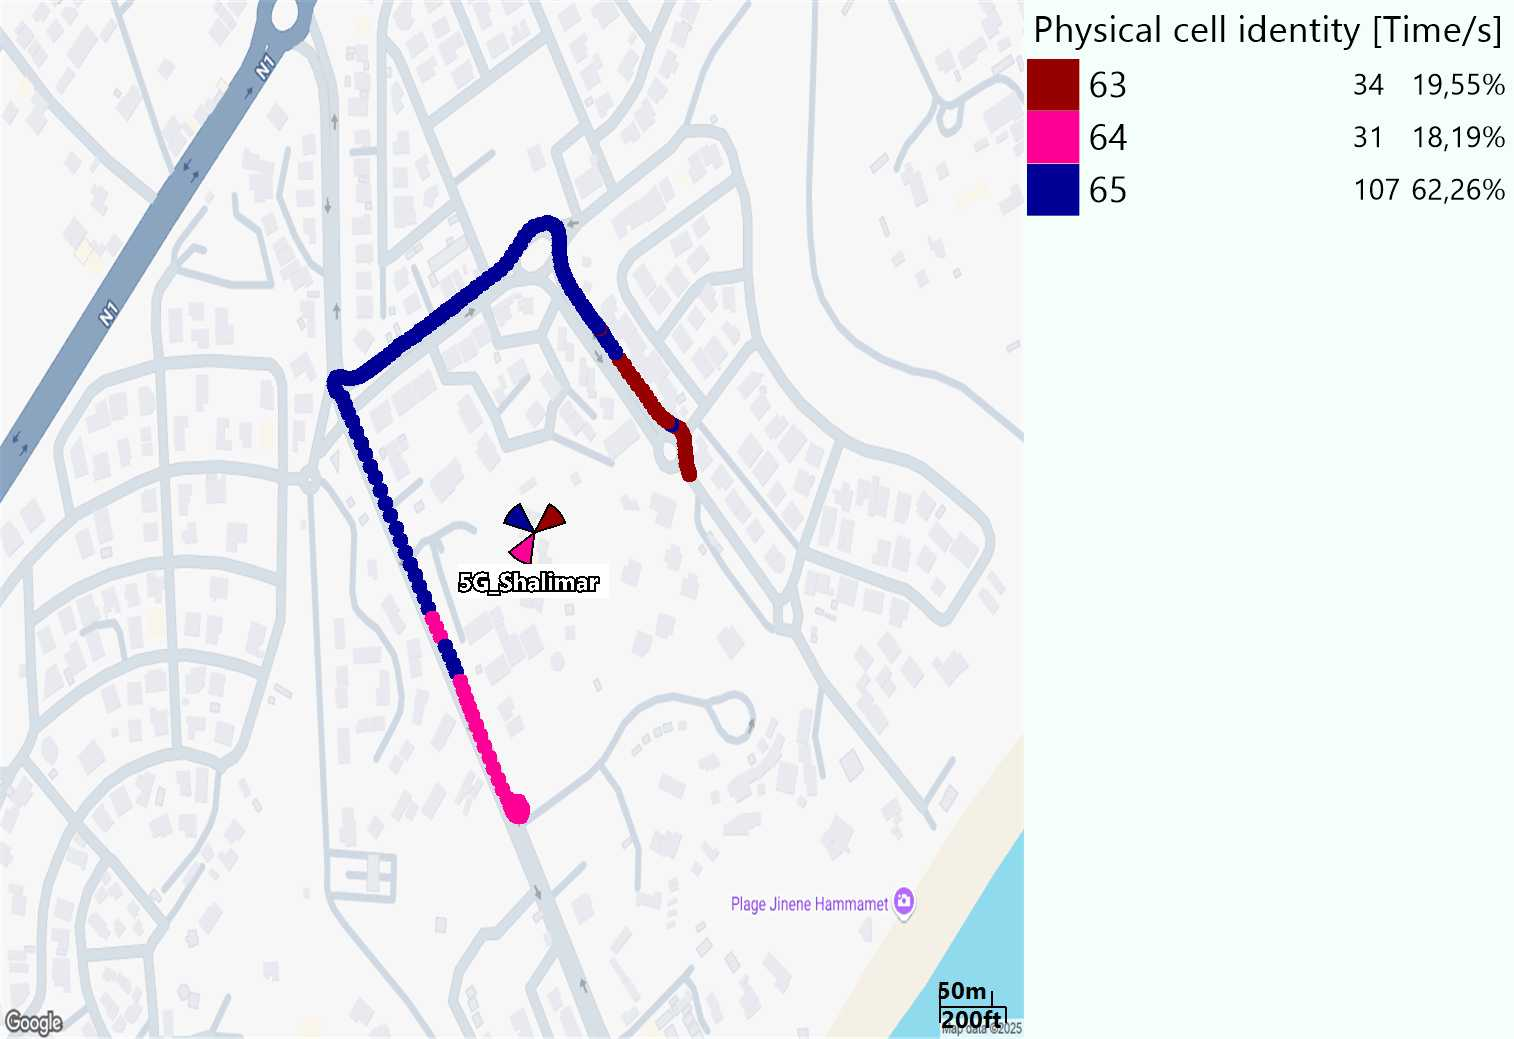 Physical cell identity [Time/s]
63 34 19,55%
64 31 18,19%
65 107 62,26%
N1
N1
5G_Shalimar
Plage Jinene Hammamet
50m
200ft
Google
Map data ©2025